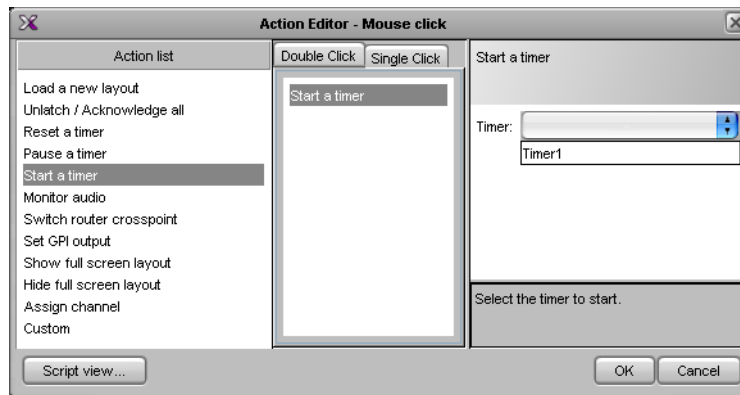 Action Editor - Mouse click
Action list
Load a new layout
Unlatch / Acknowledge all
Reset a timer
Pause a timer
Start a timer
Monitor audio
Switch router crosspoint
Set GPI output
Show full screen layout
Hide full screen layout
Assign channel
Custom
Double Click Single Click
Start a timer
Start a timer
Timer:
Timer1
Select the timer to start.
Script view... OK Cancel